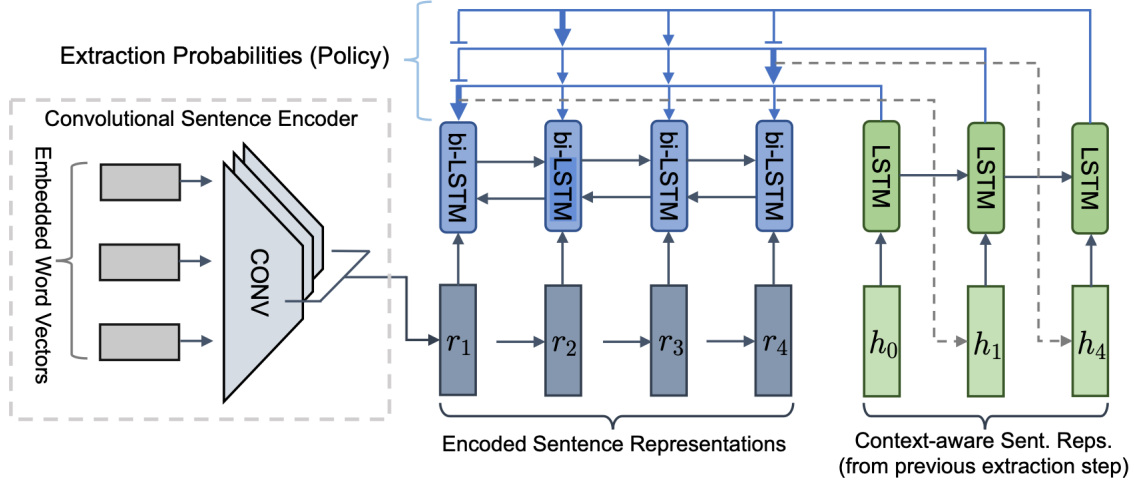 Extraction Probabilities (Policy)
Convolutional Sentence Encoder
Embedded Word Vectors
CONV
bi-LSTM
bi-LSTM
bi-LSTM
bi-LSTM
LSTM
LSTM
LSTM
r1
r2
r3
r4
h0
h1
h4
Encoded Sentence Representations
Context-aware Sent. Reps.
(from previous extraction step)